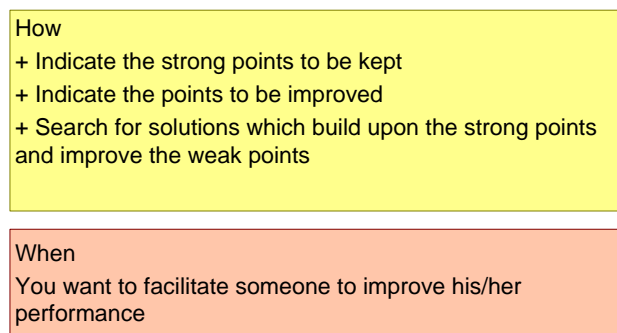 How
+ Indicate the strong points to be kept
+ Indicate the points to be improved
+ Search for solutions which build upon the strong points
and improve the weak points
When
You want to facilitate someone to improve his/her
performance